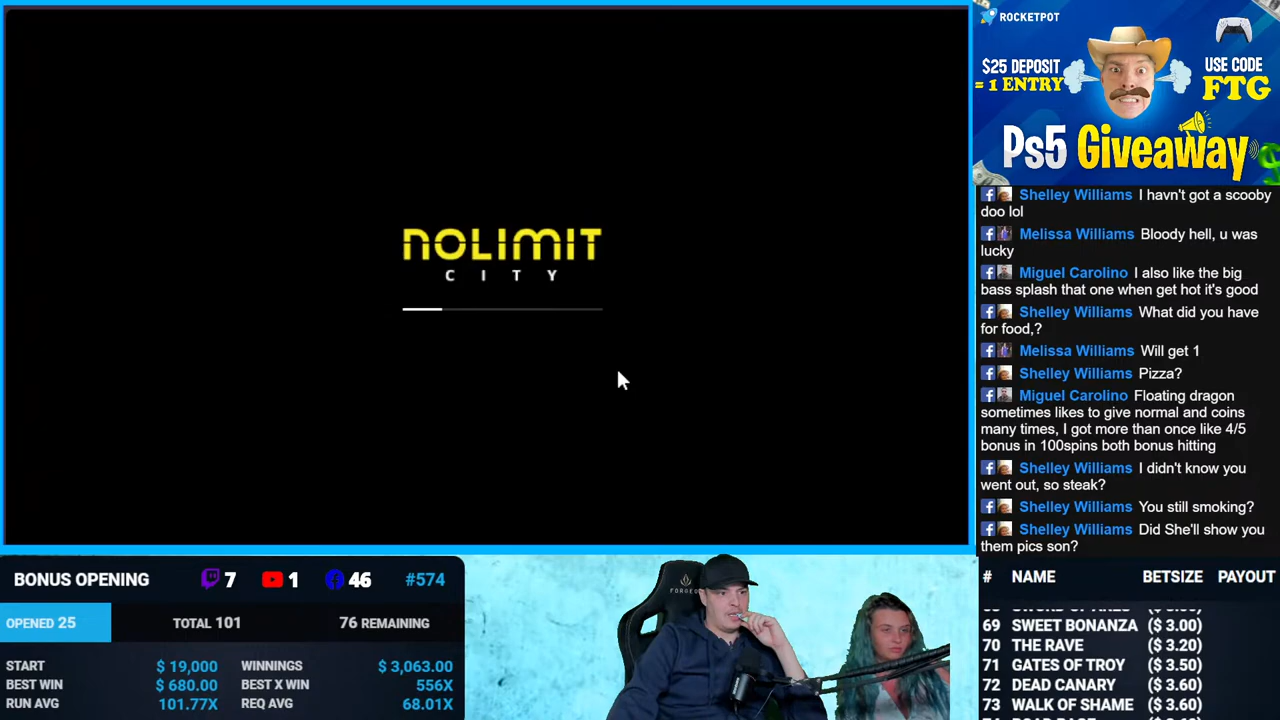 NOLIMIT
CITY
ROCKETPOT
$25 DEPOSIT
= 1 ENTRY
USE CODE
FTG
Ps5 Giveaway
Shelley Williams I havn't got a scooby
doo lol
Melissa Williams Bloody hell, u was
lucky
Miguel Carolino I also like the big
bass splash that one when get hot it's good
Shelley Williams What did you have
for food,?
Melissa Williams Will get 1
Shelley Williams Pizza?
Miguel Carolino Floating dragon
sometimes likes to give normal and coins
many times, I got more than once like 4/5
bonus in 100spins both bonus hitting
Shelley Williams I didn't know you
went out, so steak?
Shelley Williams You still smoking?
Shelley Williams Did She'll show you
them pics son?
BONUS OPENING 7 1 46 #574
OPENED 25 TOTAL 101 76 REMAINING
START $ 19,000 WINNINGS $ 3,063.00
BEST WIN $ 680.00 BEST X WIN 556X
RUN AVG 101.77X REQ AVG 68.01X
FORGED
# NAME BETSIZE PAYOUT
69 SWEET BONANZA ($ 3.00)
70 THE RAVE ($ 3.20)
71 GATES OF TROY ($ 3.50)
72 DEAD CANARY ($ 3.60)
73 WALK OF SHAME ($ 3.60)